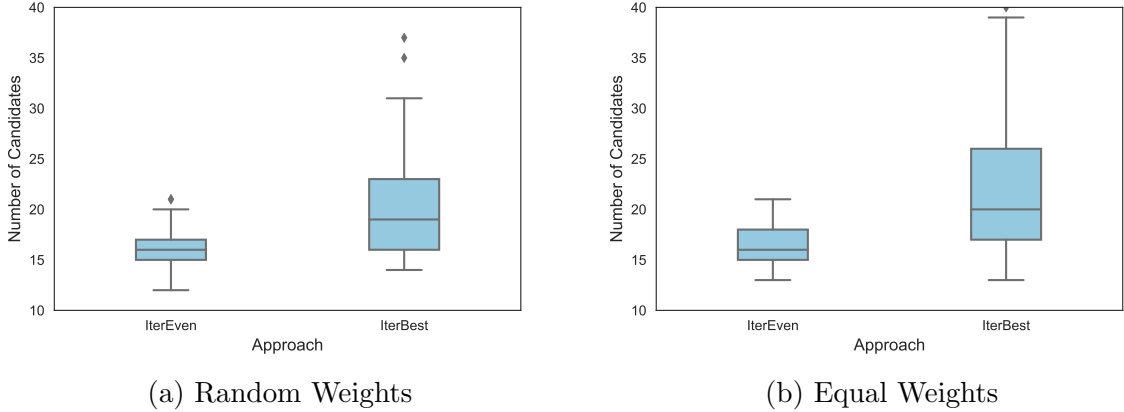 40
35
30
25
20
15
10
Number of Candidates
IterEven
IterBest
Approach
(a) Random Weights
40
35
30
25
20
15
10
Number of Candidates
IterEven
IterBest
Approach
(b) Equal Weights